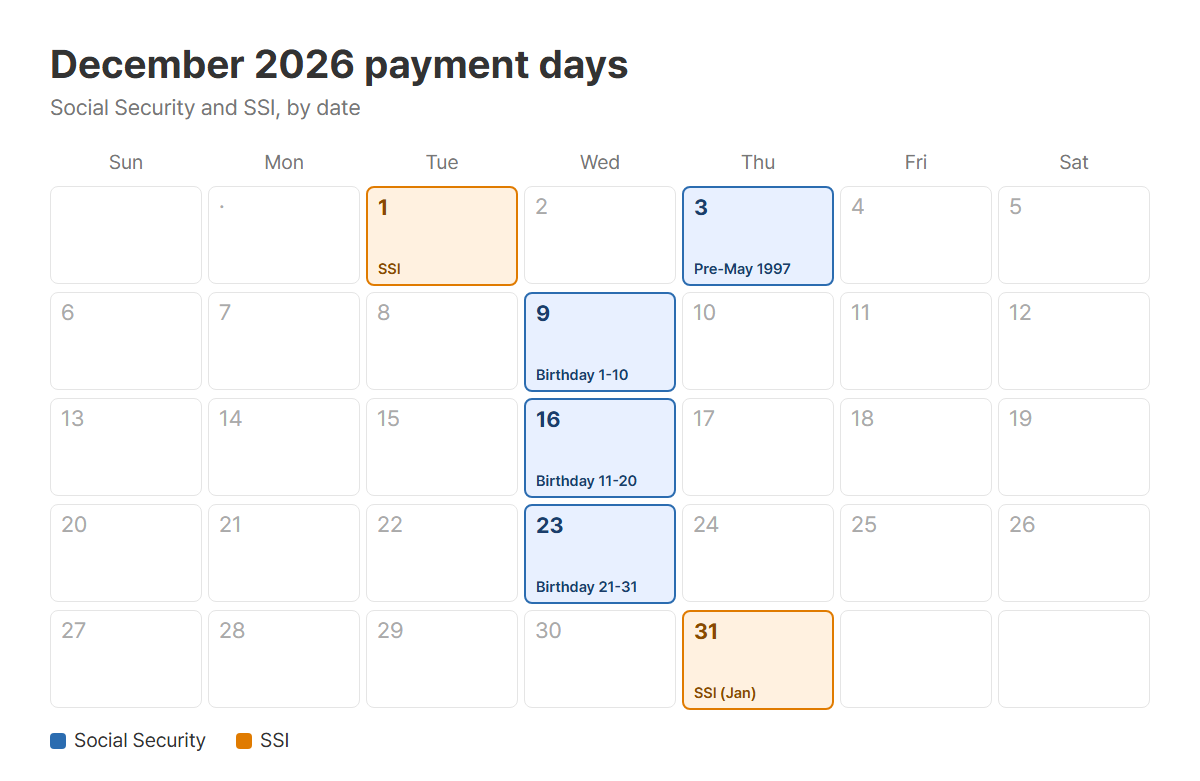 December 2026 payment days
Social Security and SSI, by date
Sun Mon Tue Wed Thu Fri Sat
· 1 2 3 4 5
SSI Pre-May 1997
6 7 8 9 10 11 12
Birthday 1-10
13 14 15 16 17 18 19
Birthday 11-20
20 21 22 23 24 25 26
Birthday 21-31
27 28 29 30 31
SSI (Jan)
Social Security SSI